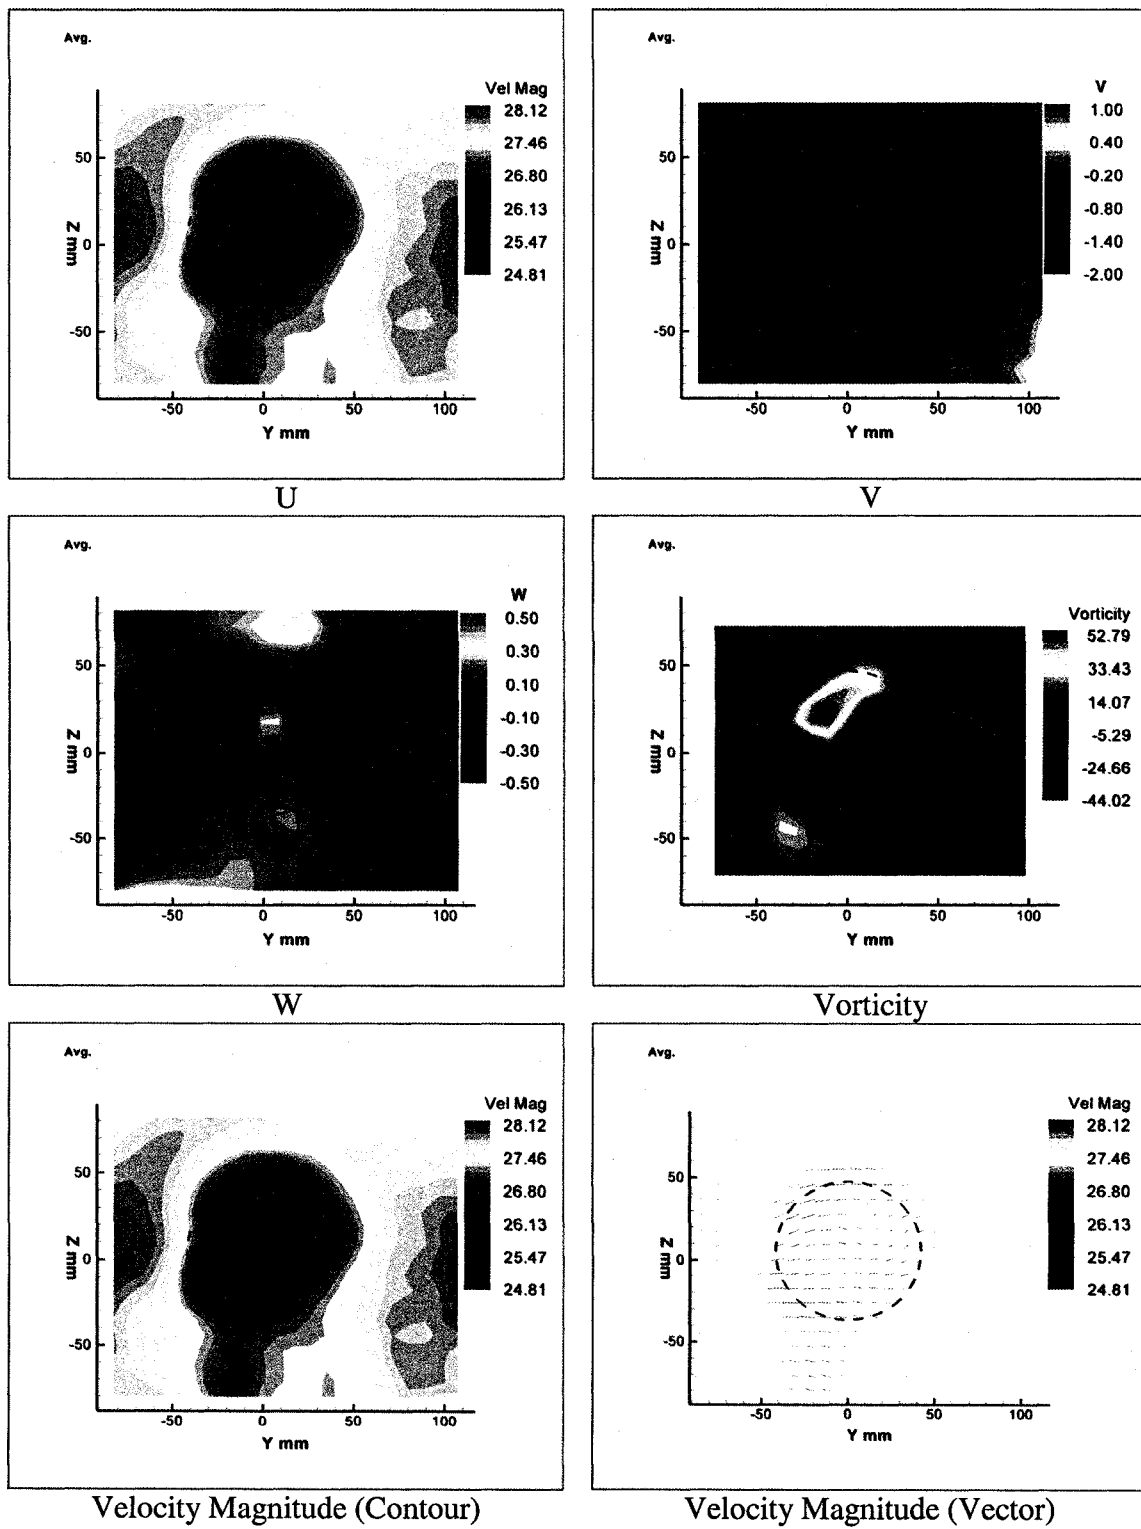 Avg.
Vel Mag
28.12
27.46
26.80
26.13
25.47
24.81
50
0
-50
Z mm
-50 0 50 100
Y mm
U
Avg.
V
1.00
0.40
-0.20
-0.80
-1.40
-2.00
50
0
-50
Z mm
-50 0 50 100
Y mm
V
Avg.
W
0.50
0.30
0.10
-0.10
-0.30
-0.50
50
0
-50
Z mm
-50 0 50 100
Y mm
W
Avg.
Vorticity
52.79
33.43
14.07
-5.29
-24.66
-44.02
50
0
-50
Z mm
-50 0 50 100
Y mm
Vorticity
Avg.
Vel Mag
28.12
27.46
26.80
26.13
25.47
24.81
50
0
-50
Z mm
-50 0 50 100
Y mm
Velocity Magnitude (Contour)
Avg.
Vel Mag
28.12
27.46
26.80
26.13
25.47
24.81
50
0
-50
Z mm
-50 0 50 100
Y mm
Velocity Magnitude (Vector)